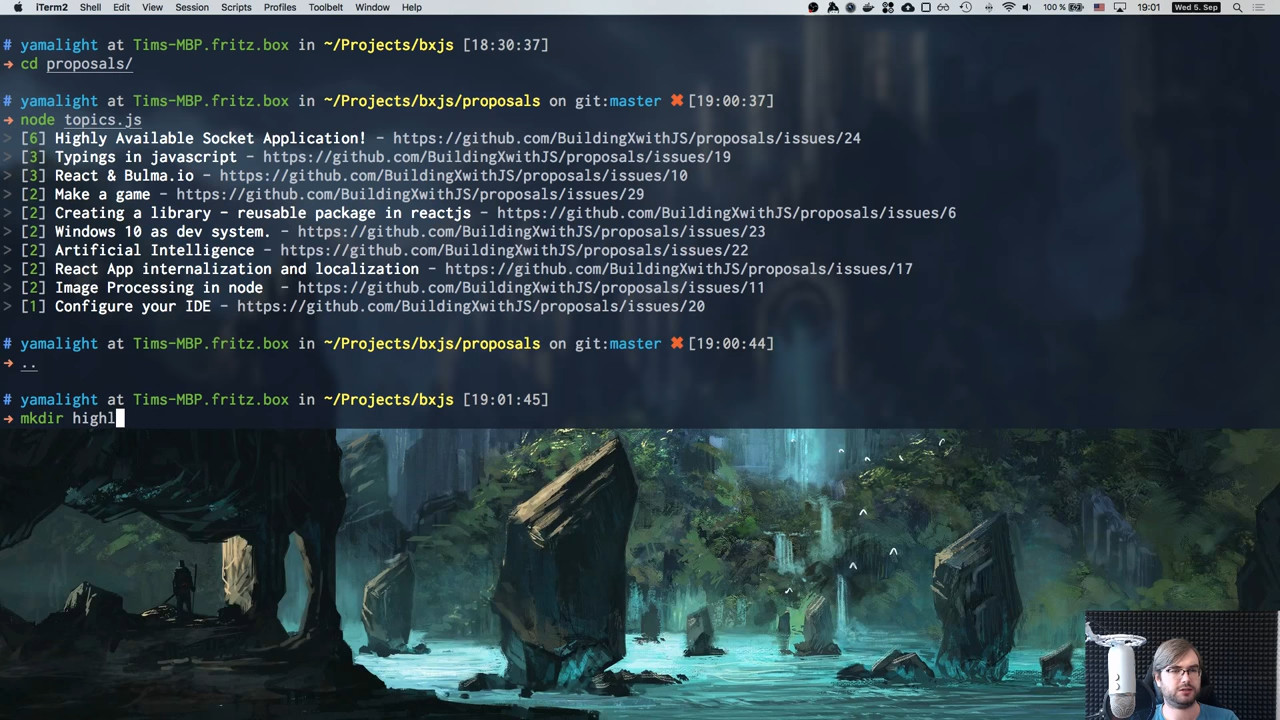 iTerm2 Shell Edit View Session Scripts Profiles Toolbelt Window Help 100 % 19:01 Wed 5. Sep
# yamalight at Tims-MBP.fritz.box in ~/Projects/bxjs [18:30:37]
➜ cd proposals/
# yamalight at Tims-MBP.fritz.box in ~/Projects/bxjs/proposals on git:master ✖ [19:00:37]
➜ node topics.js
> [6] Highly Available Socket Application! - https://github.com/BuildingXwithJS/proposals/issues/24
> [3] Typings in javascript - https://github.com/BuildingXwithJS/proposals/issues/19
> [3] React & Bulma.io - https://github.com/BuildingXwithJS/proposals/issues/10
> [2] Make a game - https://github.com/BuildingXwithJS/proposals/issues/29
> [2] Creating a library - reusable package in reactjs - https://github.com/BuildingXwithJS/proposals/issues/6
> [2] Windows 10 as dev system. - https://github.com/BuildingXwithJS/proposals/issues/23
> [2] Artificial Intelligence - https://github.com/BuildingXwithJS/proposals/issues/22
> [2] React App internalization and localization - https://github.com/BuildingXwithJS/proposals/issues/17
> [2] Image Processing in node - https://github.com/BuildingXwithJS/proposals/issues/11
> [1] Configure your IDE - https://github.com/BuildingXwithJS/proposals/issues/20
# yamalight at Tims-MBP.fritz.box in ~/Projects/bxjs/proposals on git:master ✖ [19:00:44]
➜ ..
# yamalight at Tims-MBP.fritz.box in ~/Projects/bxjs [19:01:45]
➜ mkdir highl